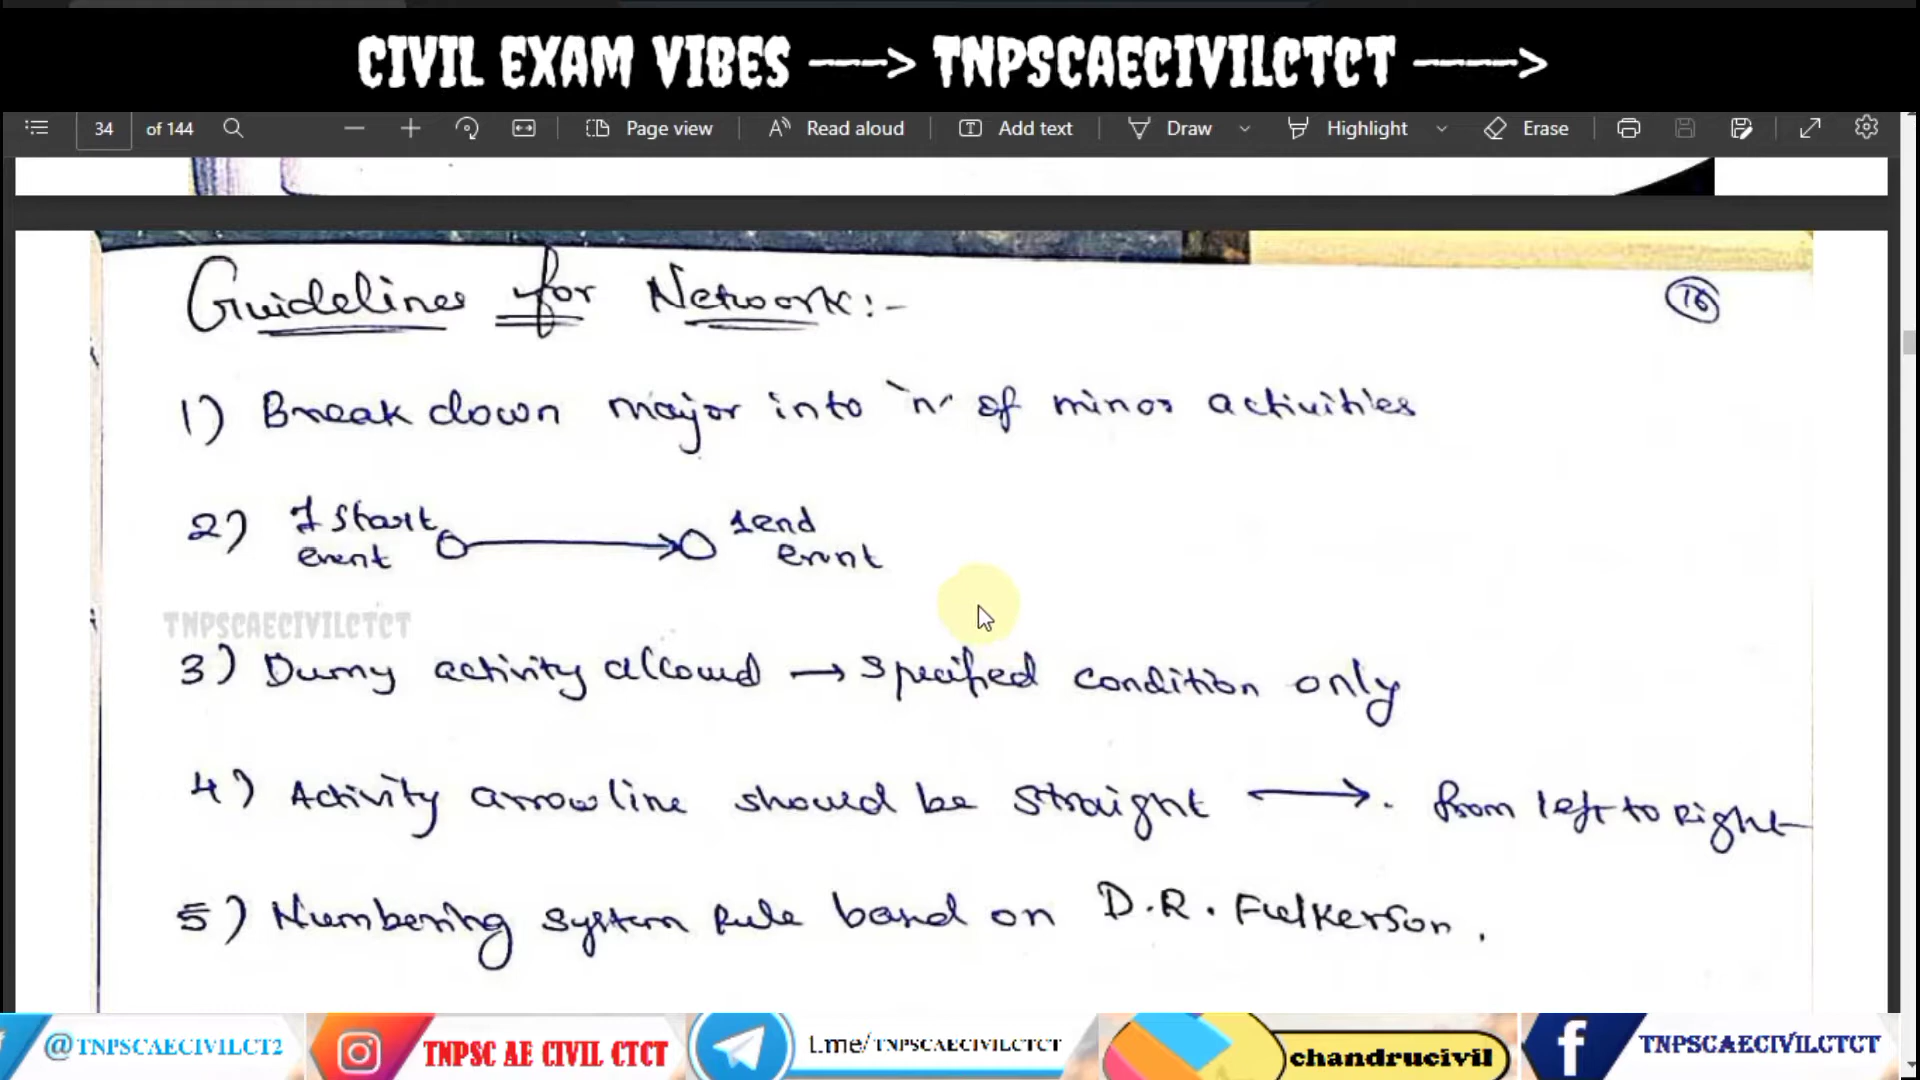 CIVIL EXAM VIBES ---> TNPSCAECIVILCTCT ---->
34 of 144 Page view Read aloud Add text Draw Highlight Erase
Guidelines for Network:-
16
1) Break down major into 'n' of minor activities
2) 1 start event 1 end event
TNPSCAECIVILCTCT
3) Dumy activity allowed → specified condition only
4) Activity arrow line should be straight → . from left to Right
5) Numbering system Rule based on D.R. Fulkerson.
@TNPSCAECIVILCT2 TNPSC AE CIVIL CTCT t.me/TNPSCAECIVILCTCT chandrucivil TNPSCAECIVILCTCT